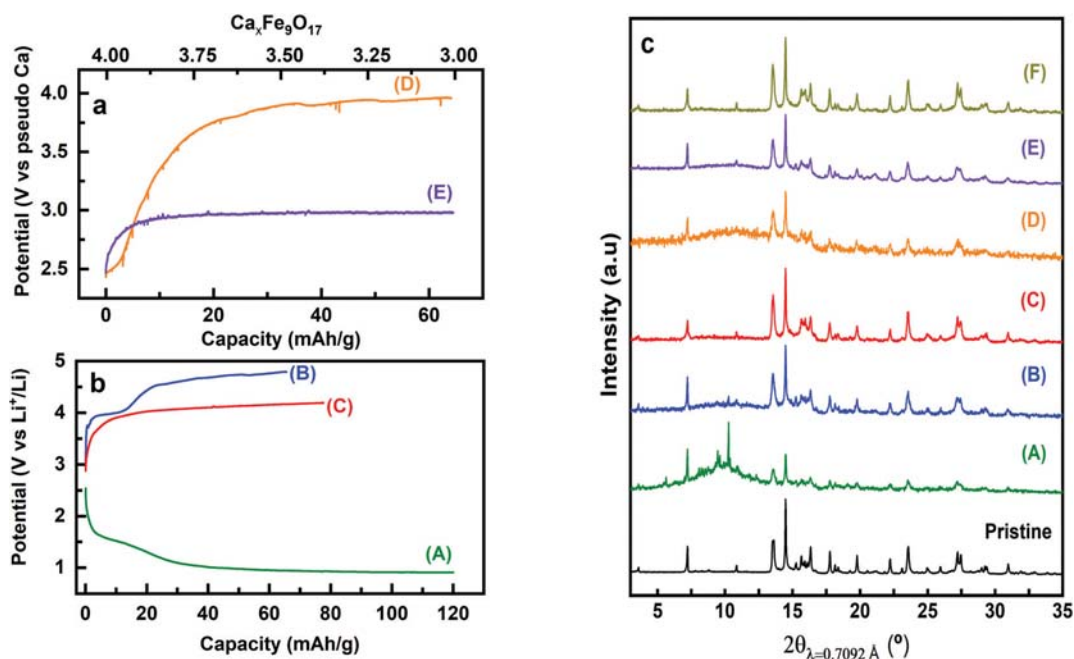 Ca_xFe_9O_17
4.00 3.75 3.50 3.25 3.00
a
(D)
(E)
4.0
3.5
3.0
2.5
Potential (V vs pseudo Ca)
0 20 40 60
Capacity (mAh/g)
b
(B)
(C)
(A)
5
4
3
2
1
Potential (V vs Li⁺/Li)
0 20 40 60 80 100 120
Capacity (mAh/g)
c
(F)
(E)
(D)
(C)
(B)
(A)
Pristine
Intensity (a.u)
5 10 15 20 25 30 35
2θ_λ=0.7092 Å (º)